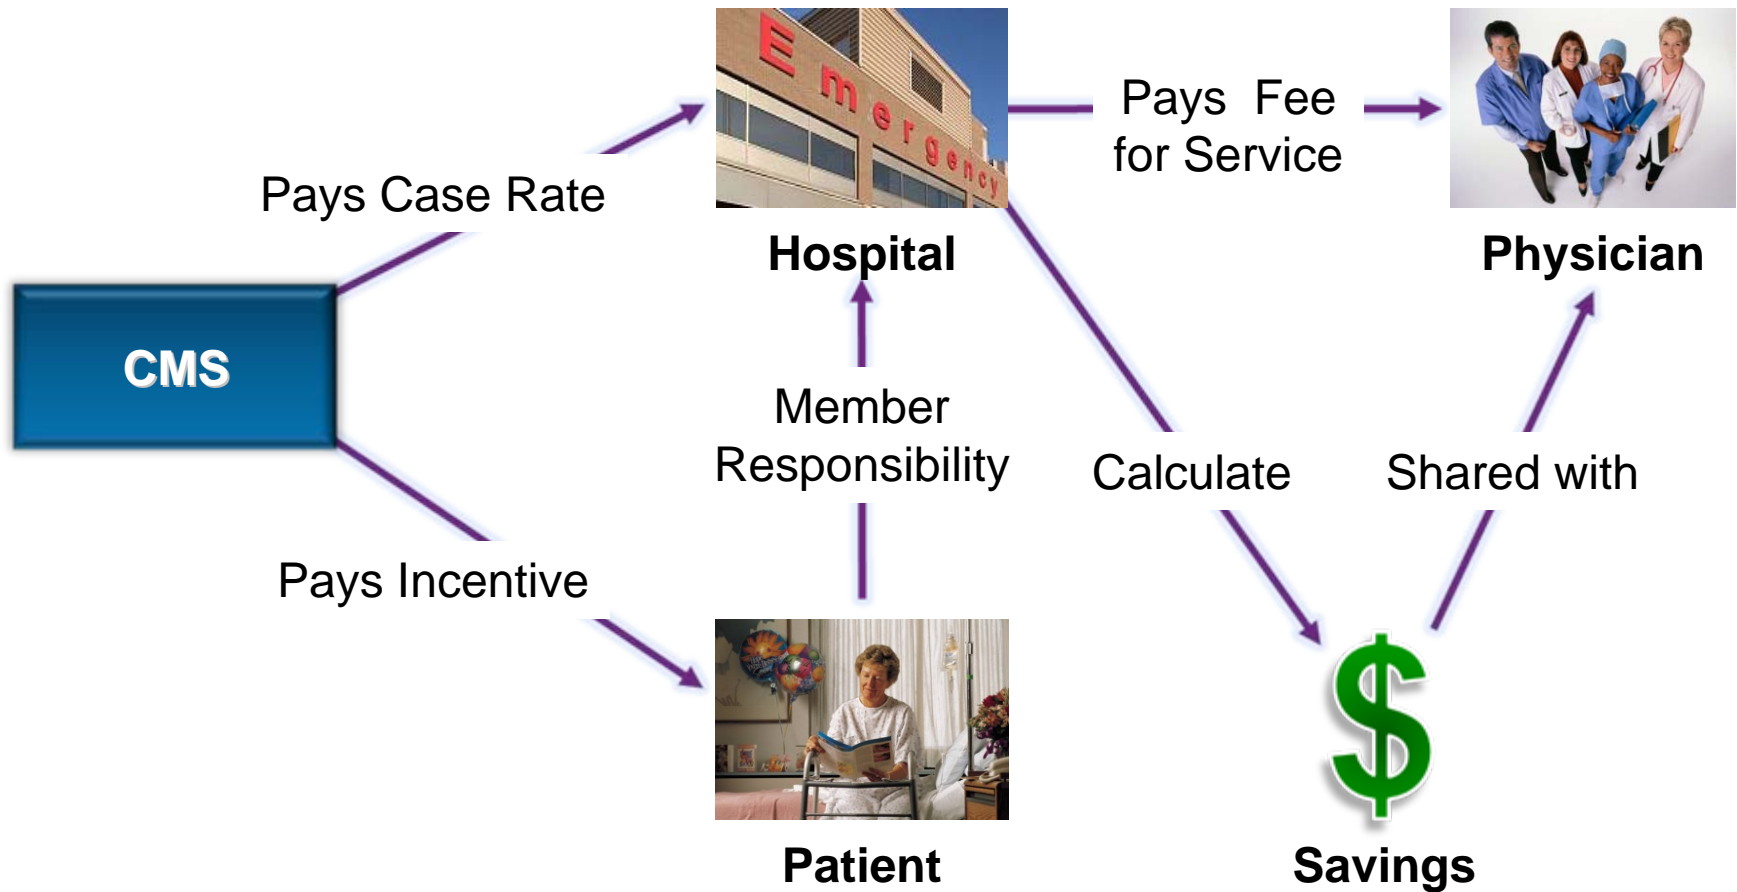 Emergency
Pays Fee
for Service
Pays Case Rate
Hospital
Physician
CMS
Member
Responsibility
Calculate
Shared with
Pays Incentive
$
Patient
Savings